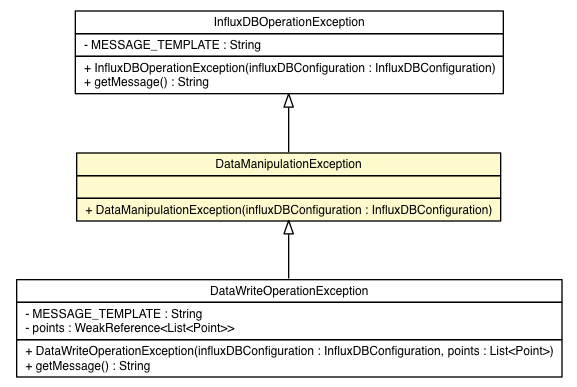 InfluxDBOperationException
- MESSAGE_TEMPLATE : String
+ InfluxDBOperationException(influxDBConfiguration : InfluxDBConfiguration)
+ getMessage() : String
DataManipulationException
+ DataManipulationException(influxDBConfiguration : InfluxDBConfiguration)
DataWriteOperationException
- MESSAGE_TEMPLATE : String
- points : WeakReference<List<Point>>
+ DataWriteOperationException(influxDBConfiguration : InfluxDBConfiguration, points : List<Point>)
+ getMessage() : String